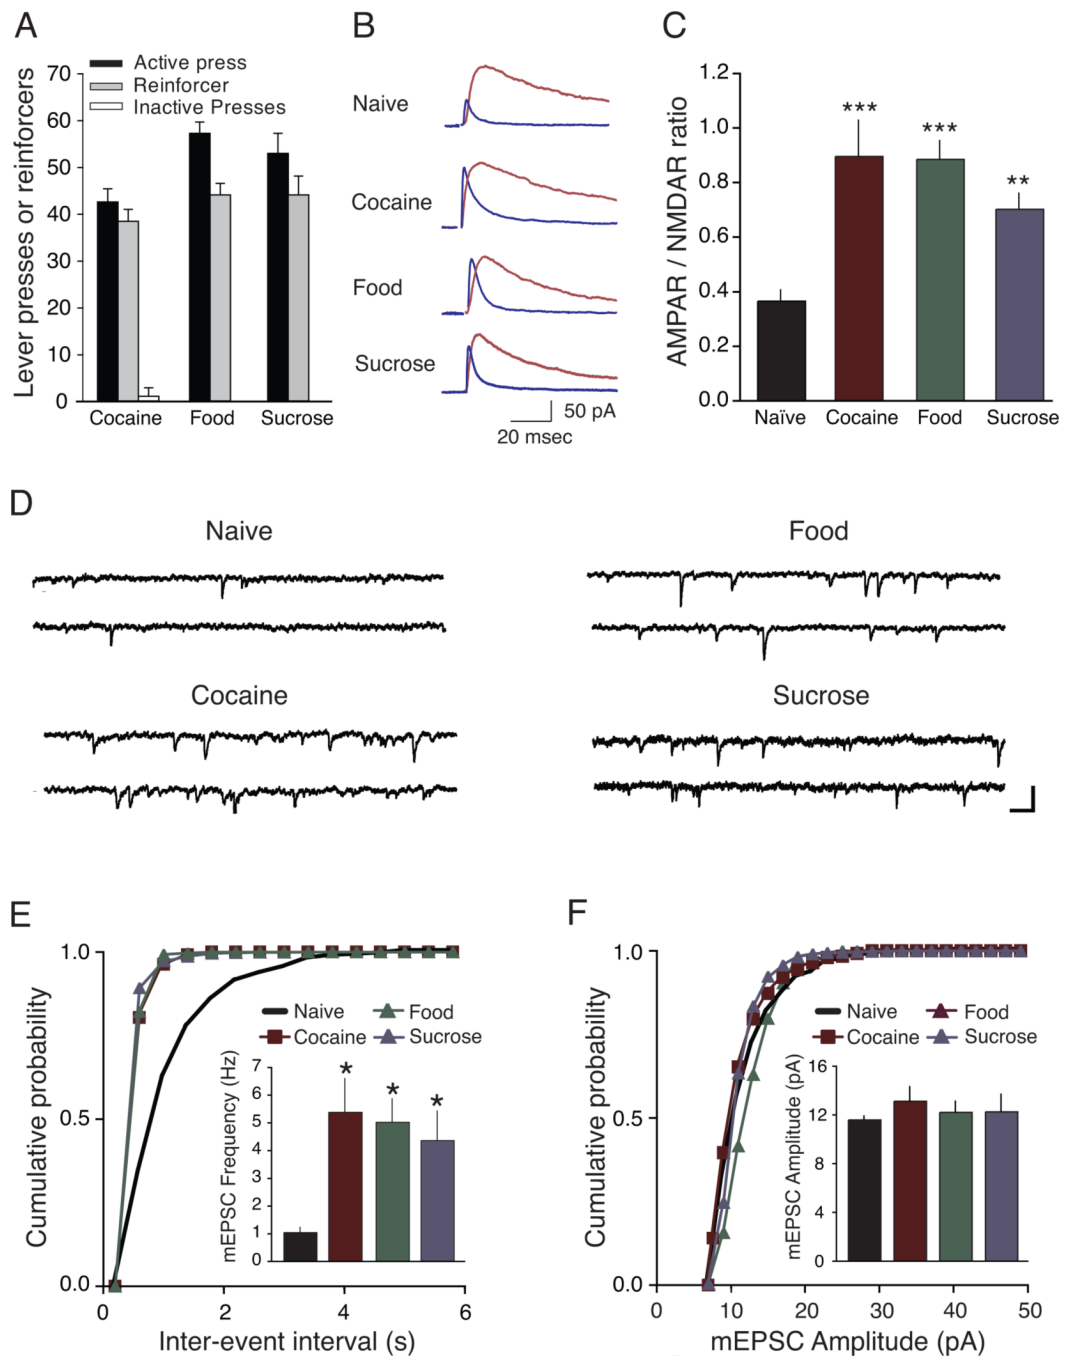 A
Active press
Reinforcer
Inactive Presses
Lever presses or reinforcers
70
60
50
40
30
20
10
0
Cocaine Food Sucrose
B
Naive
Cocaine
Food
Sucrose
50 pA
20 msec
C
AMPAR / NMDAR ratio
1.2
1.0
0.8
0.6
0.4
0.2
0.0
*** *** **
Naïve Cocaine Food Sucrose
D
Naive
Food
Cocaine
Sucrose
E
Cumulative probability
1.0
0.5
0.0
Naive Food
Cocaine Sucrose
mEPSC Frequency (Hz)
7
6
5
4
3
2
1
0
* * *
0 2 4 6
Inter-event interval (s)
F
Cumulative probability
1.0
0.5
0.0
Naive Food
Cocaine Sucrose
mEPSC Amplitude (pA)
16
12
8
4
0
0 10 20 30 40 50
mEPSC Amplitude (pA)